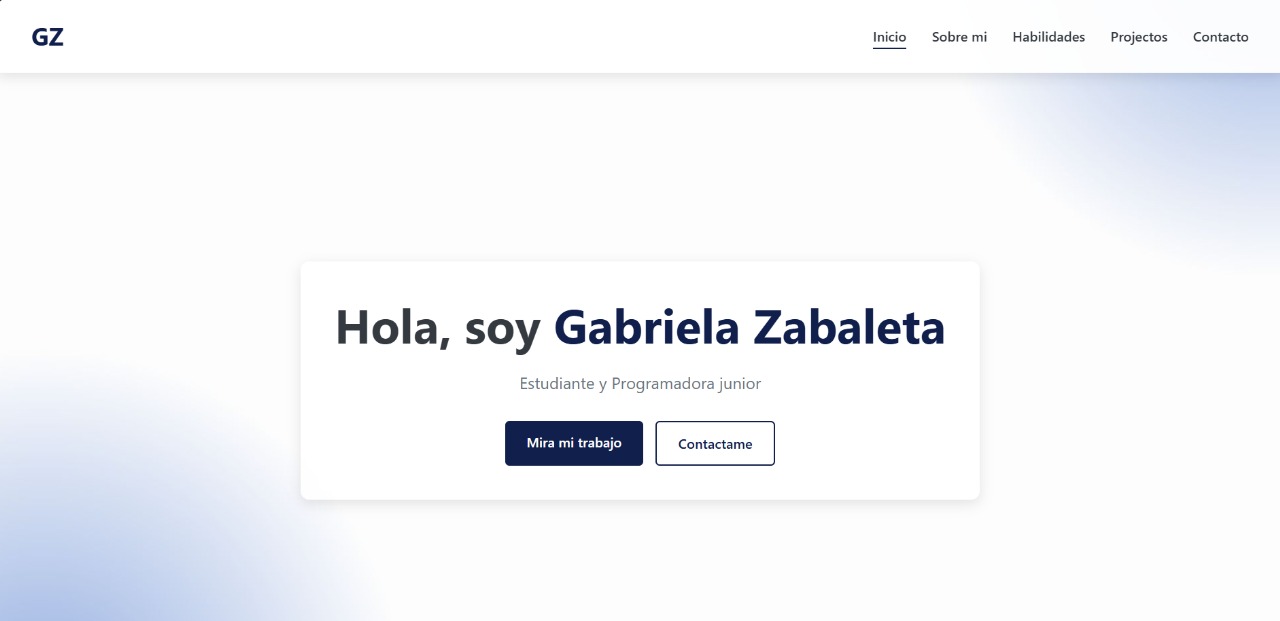 GZ
Inicio Sobre mi Habilidades Projectos Contacto
Hola, soy Gabriela Zabaleta
Estudiante y Programadora junior
Mira mi trabajo Contactame